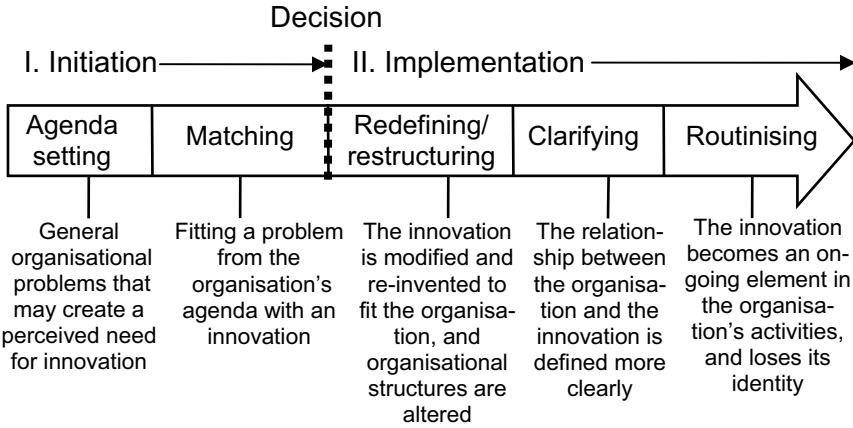 Decision
I. Initiation
II. Implementation
Agenda
setting
Matching
Redefining/
restructuring
Clarifying
Routinising
General
organisational
problems that
may create a
perceived need
for innovation
Fitting a problem
from the
organisation’s
agenda with an
innovation
The innovation
is modified and
re-invented to
fit the organisa-
tion, and
organisational
structures are
altered
The relation-
ship between
the organisa-
tion and the
innovation is
defined more
clearly
The innovation
becomes an on-
going element in
the organisa-
tion’s activities,
and loses its
identity